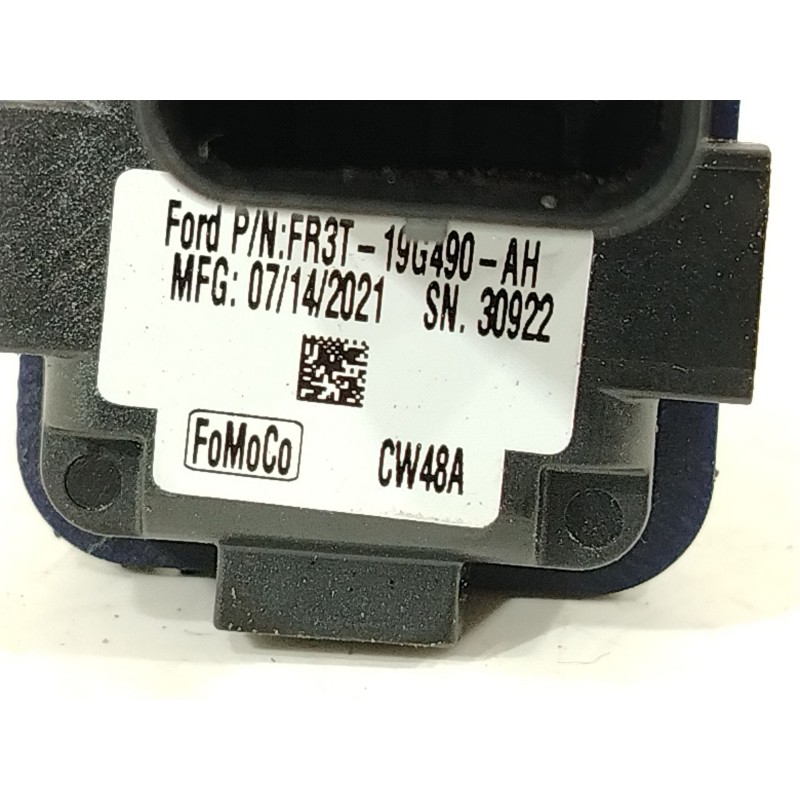 Ford P/N:FR3T-19G490-AH
MFG: 07/14/2021 SN. 30922
FoMoCo CW48A